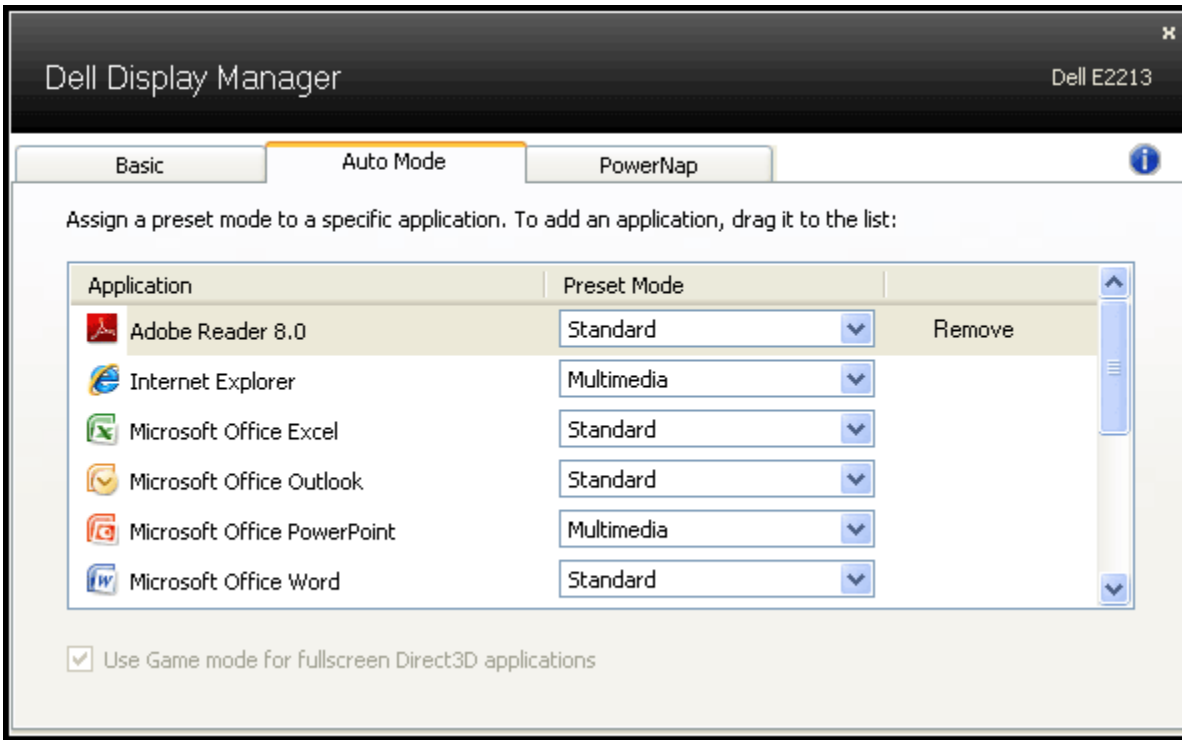 Dell Display Manager
Dell E2213
Basic
Auto Mode
PowerNap
Assign a preset mode to a specific application. To add an application, drag it to the list:
Application Preset Mode
Adobe Reader 8.0 Standard Remove
Internet Explorer Multimedia
Microsoft Office Excel Standard
Microsoft Office Outlook Standard
Microsoft Office PowerPoint Multimedia
Microsoft Office Word Standard
Use Game mode for fullscreen Direct3D applications